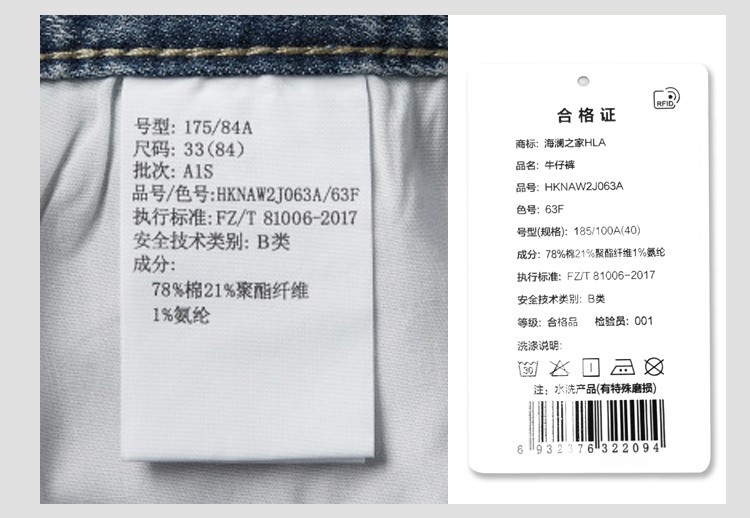 号型: 175/84A
尺码: 33(84)
批次: A1S
品号/色号:HKNAW2J063A/63F
执行标准:FZ/T 81006-2017
安全技术类别: B类
成分:
78%棉21%聚酯纤维
1%氨纶
RFID
合格证
商标: 海澜之家HLA
品名: 牛仔裤
品号: HKNAW2J063A
色号: 63F
号型(规格): 185/100A(40)
成分: 78%棉21%聚酯纤维1%氨纶
执行标准: FZ/T 81006-2017
安全技术类别: B类
等级: 合格品 检验员: 001
洗涤说明:
30
注: 水洗产品(有特殊磨损)
6 932376 322094